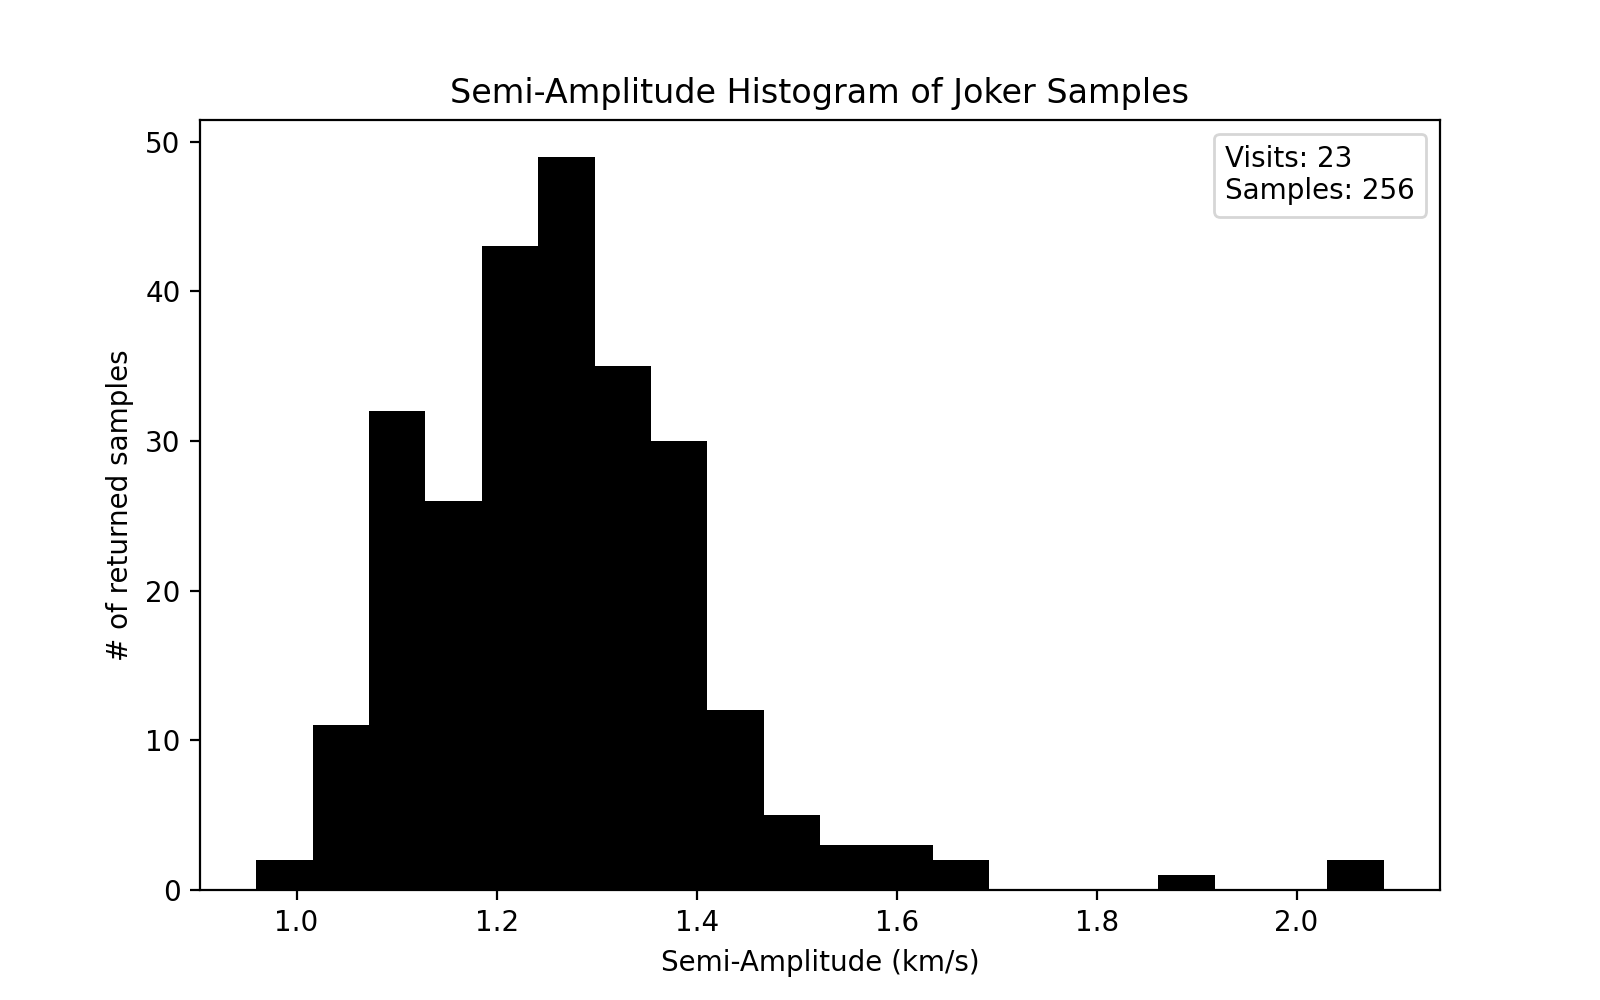 Semi-Amplitude Histogram of Joker Samples
Visits: 23
Samples: 256
# of returned samples
50
40
30
20
10
0
1.0 1.2 1.4 1.6 1.8 2.0
Semi-Amplitude (km/s)